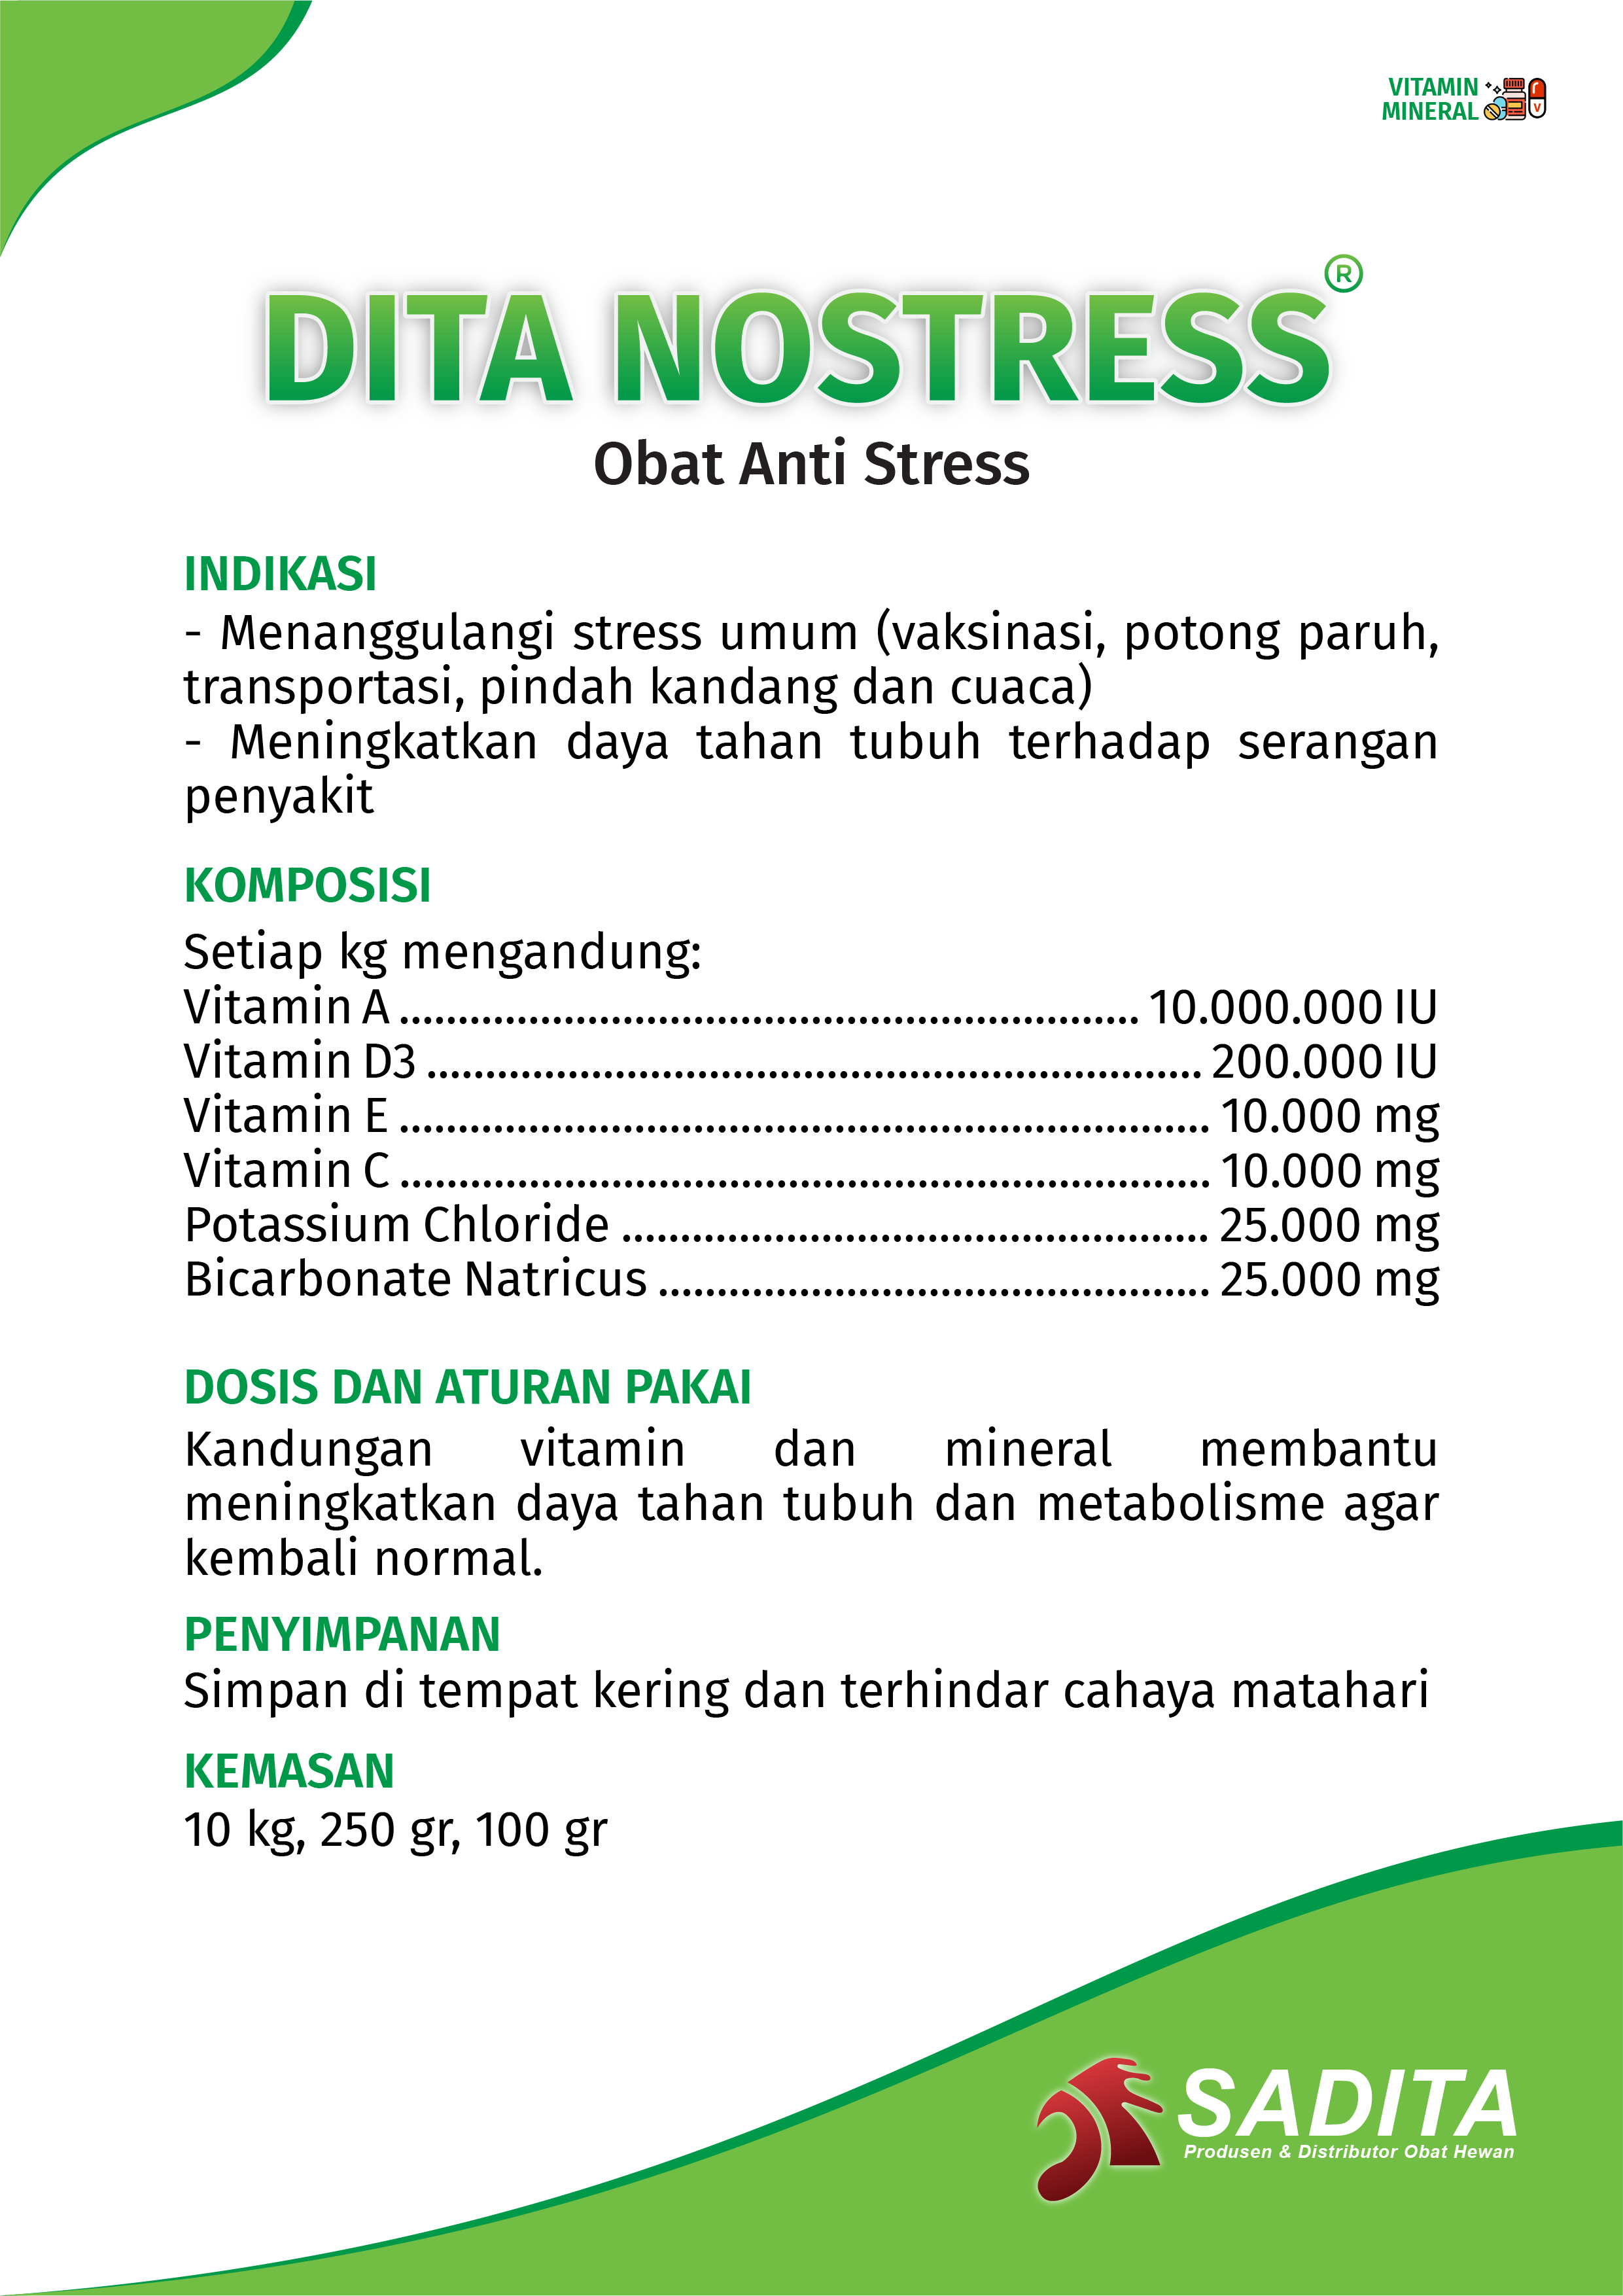 VITAMIN
MINERAL
V
DITA NOSTRESS®
Obat Anti Stress
INDIKASI
- Menanggulangi stress umum (vaksinasi, potong paruh,
transportasi, pindah kandang dan cuaca)
- Meningkatkan daya tahan tubuh terhadap serangan
penyakit
KOMPOSISI
Setiap kg mengandung:
Vitamin A ............................................................... 10.000.000 IU
Vitamin D3 .................................................................. 200.000 IU
Vitamin E ..................................................................... 10.000 mg
Vitamin C ..................................................................... 10.000 mg
Potassium Chloride .................................................. 25.000 mg
Bicarbonate Natricus ............................................... 25.000 mg
DOSIS DAN ATURAN PAKAI
Kandungan vitamin dan mineral membantu
meningkatkan daya tahan tubuh dan metabolisme agar
kembali normal.
PENYIMPANAN
Simpan di tempat kering dan terhindar cahaya matahari
KEMASAN
10 kg, 250 gr, 100 gr
SADITA
Produsen & Distributor Obat Hewan